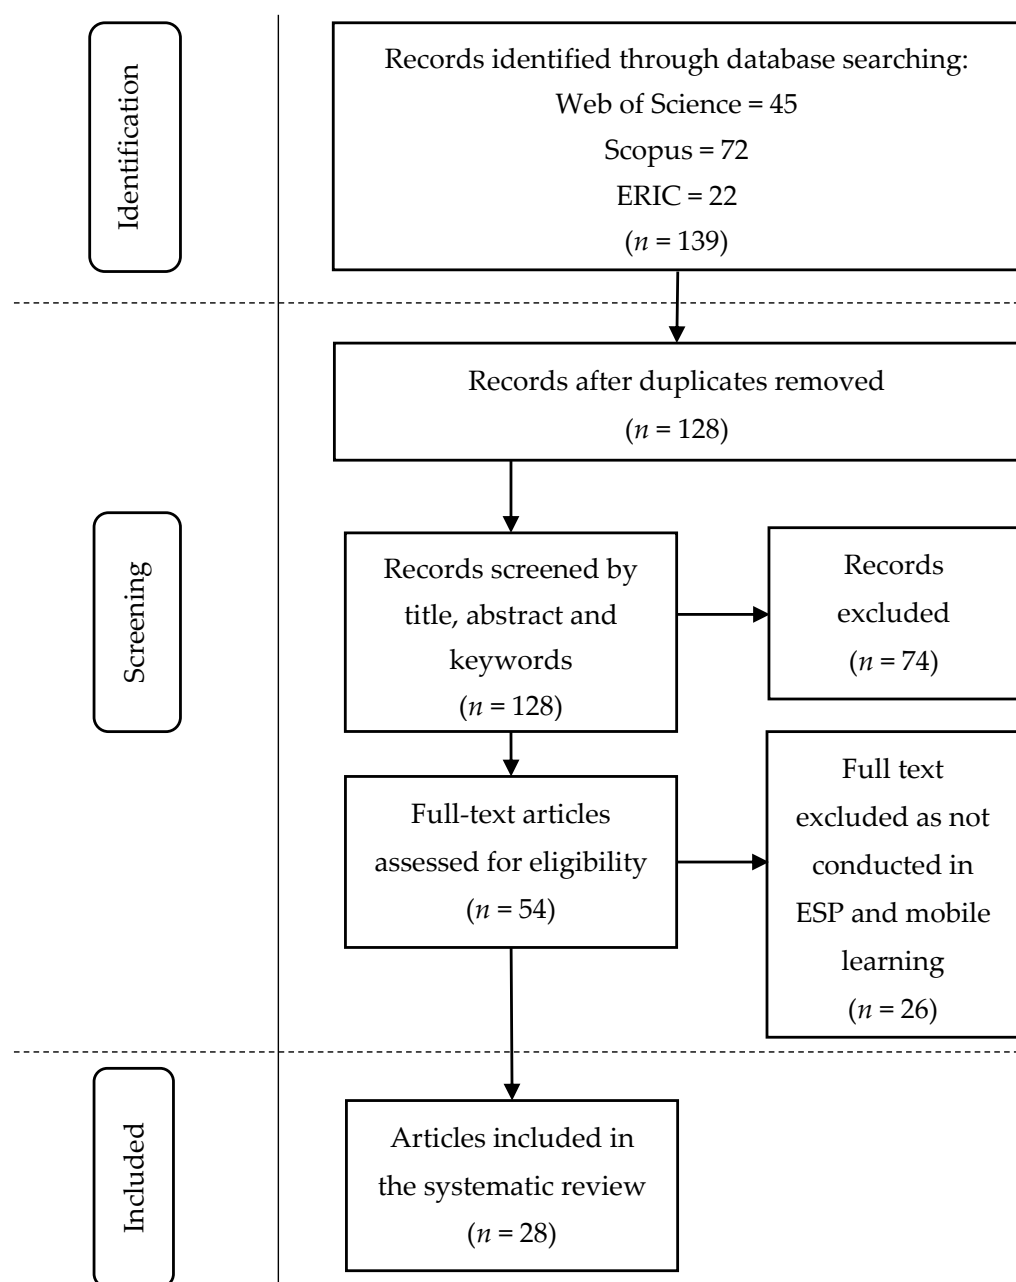 Identification
Records identified through database searching:
Web of Science = 45
Scopus = 72
ERIC = 22
(n = 139)
Records after duplicates removed
(n = 128)
Screening
Records screened by
title, abstract and
keywords
(n = 128)
Records
excluded
(n = 74)
Full-text articles
assessed for eligibility
(n = 54)
Full text
excluded as not
conducted in
ESP and mobile
learning
(n = 26)
Included
Articles included in
the systematic review
(n = 28)